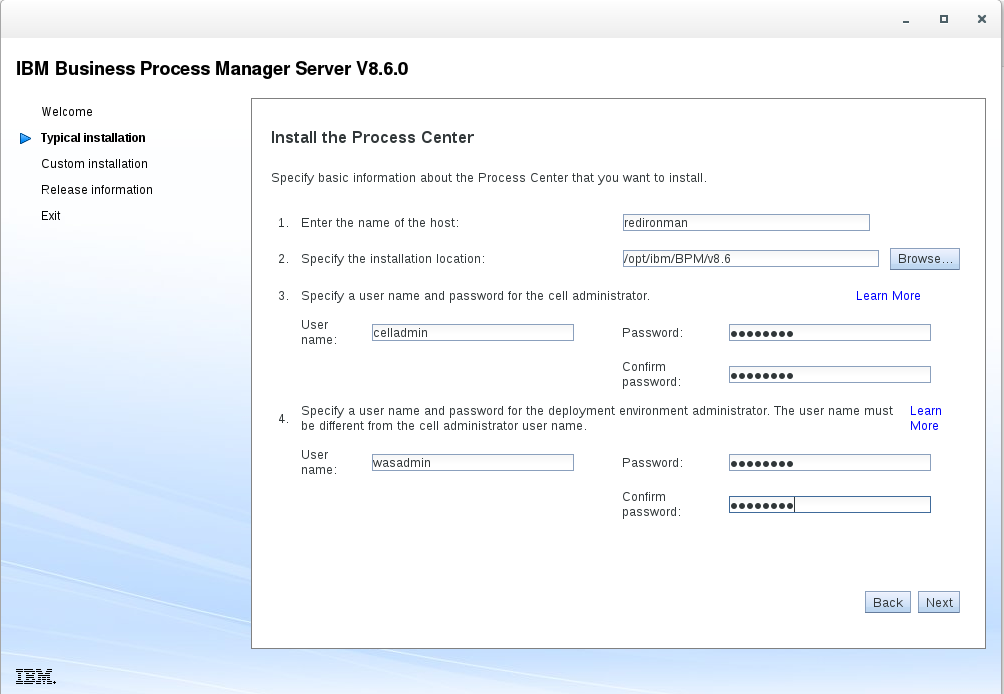 IBM Business Process Manager Server V8.6.0
Welcome
Typical installation
Custom installation
Release information
Exit
Install the Process Center
Specify basic information about the Process Center that you want to install.
1. Enter the name of the host: redironman
2. Specify the installation location: /opt/ibm/BPM/v8.6 Browse...
3. Specify a user name and password for the cell administrator. Learn More
User
name: celladmin Password: ●●●●●●●●
Confirm
password: ●●●●●●●●
4. Specify a user name and password for the deployment environment administrator. The user name must Learn
be different from the cell administrator user name. More
User
name: wasadmin Password: ●●●●●●●●
Confirm
password: ●●●●●●●●
Back Next
IBM.